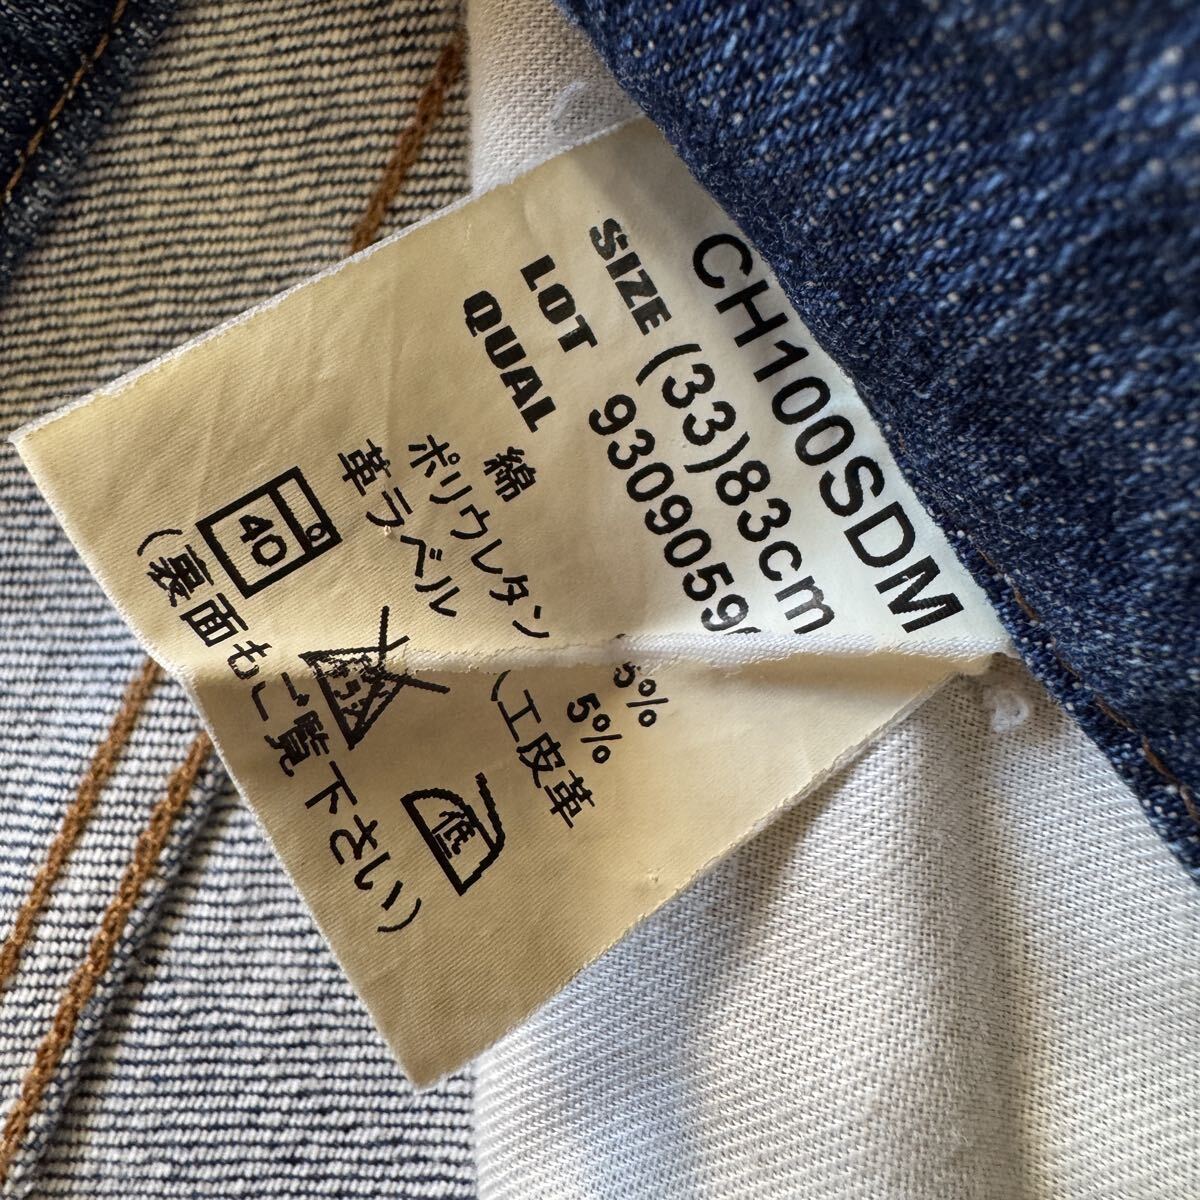 CH100SDM
SIZE (33)83cm
LOT 9309059
QUAL
綿 5%
ポリウレタン 5%
革ラベル (工皮革
40
低
(裏面もご覧下さい)